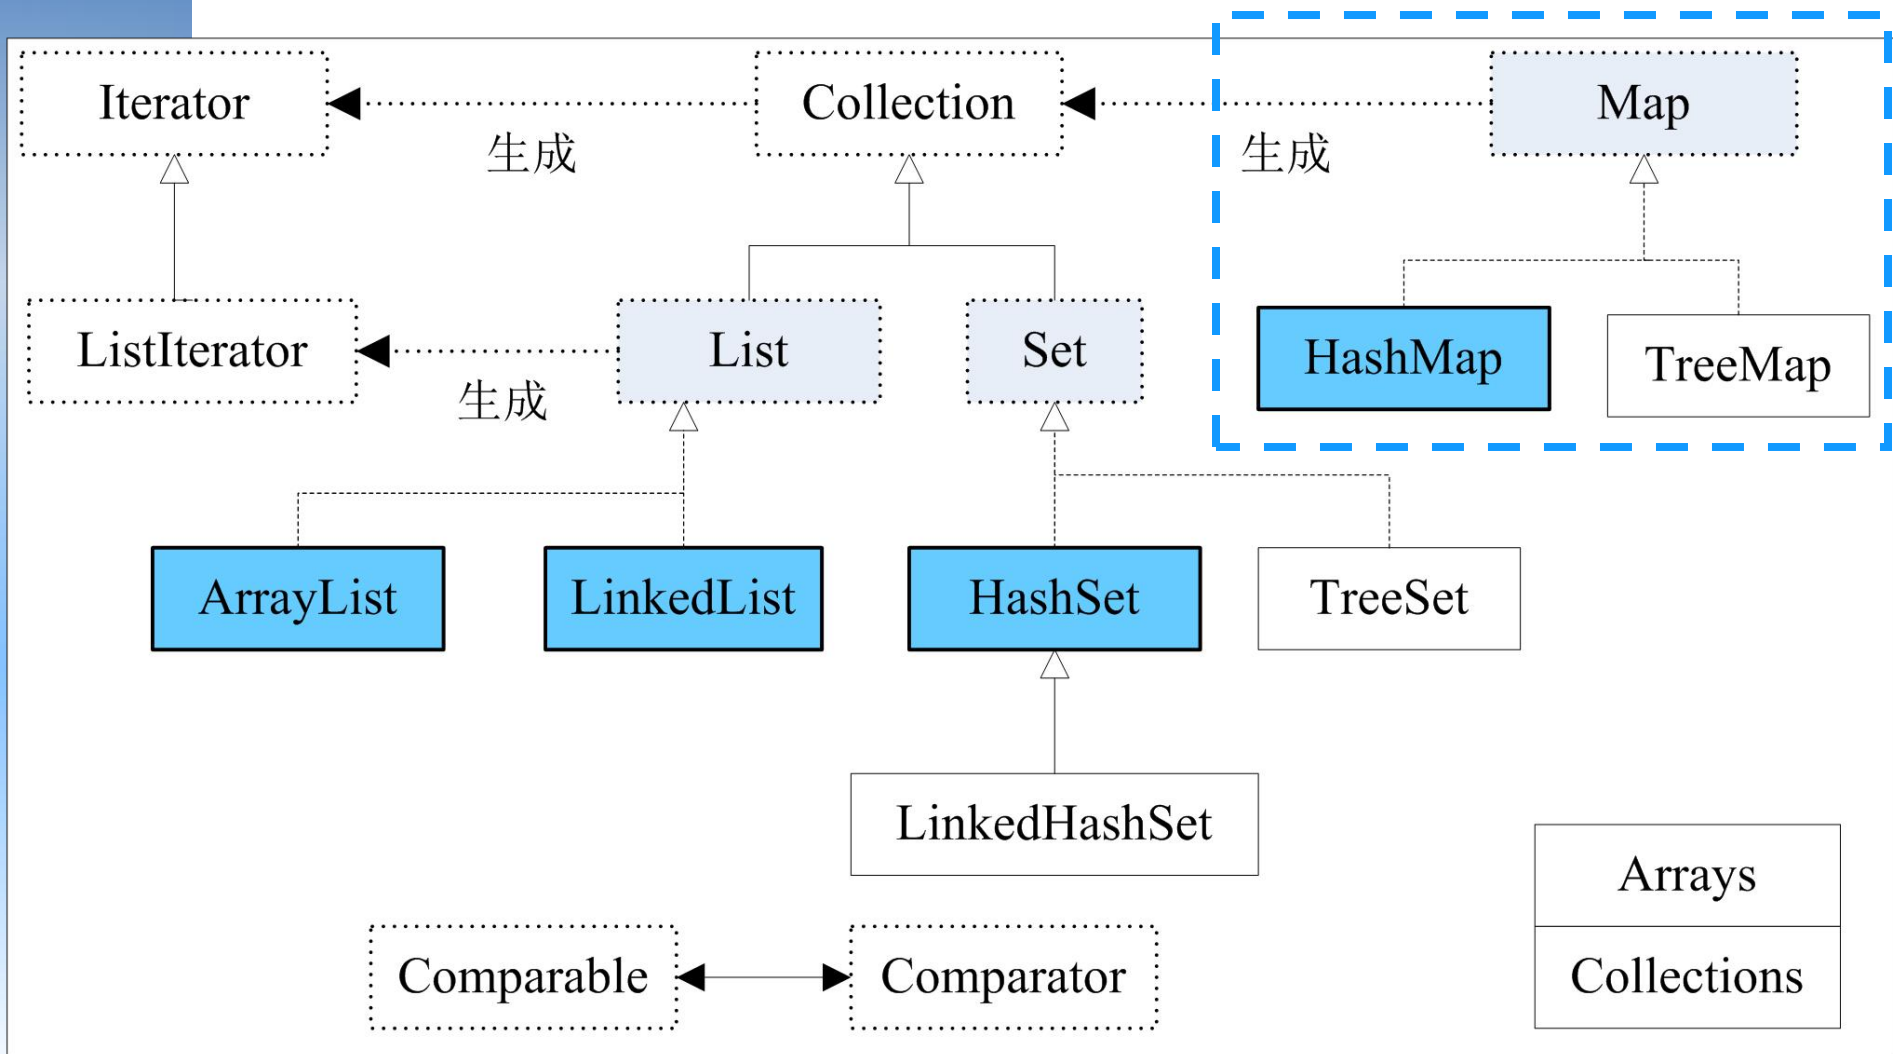 Iterator
Collection
Map
生成
生成
ListIterator
List
Set
HashMap
TreeMap
生成
ArrayList
LinkedList
HashSet
TreeSet
LinkedHashSet
Arrays
Comparable
Comparator
Collections